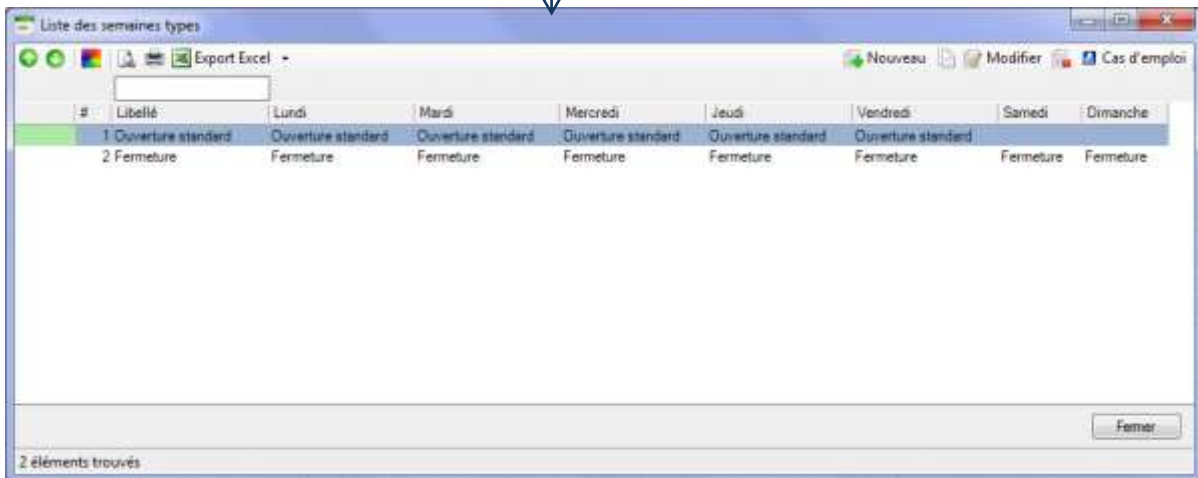 Liste des semaines types
Export Excel Nouveau Modifier Cas d'emploi
# Libellé Lundi Mardi Mercredi Jeudi Vendredi Samedi Dimanche
1 Ouverture standard Ouverture standard Ouverture standard Ouverture standard Ouverture standard Ouverture standard
2 Fermeture Fermeture Fermeture Fermeture Fermeture Fermeture Fermeture Fermeture
Fermer
2 éléments trouvés